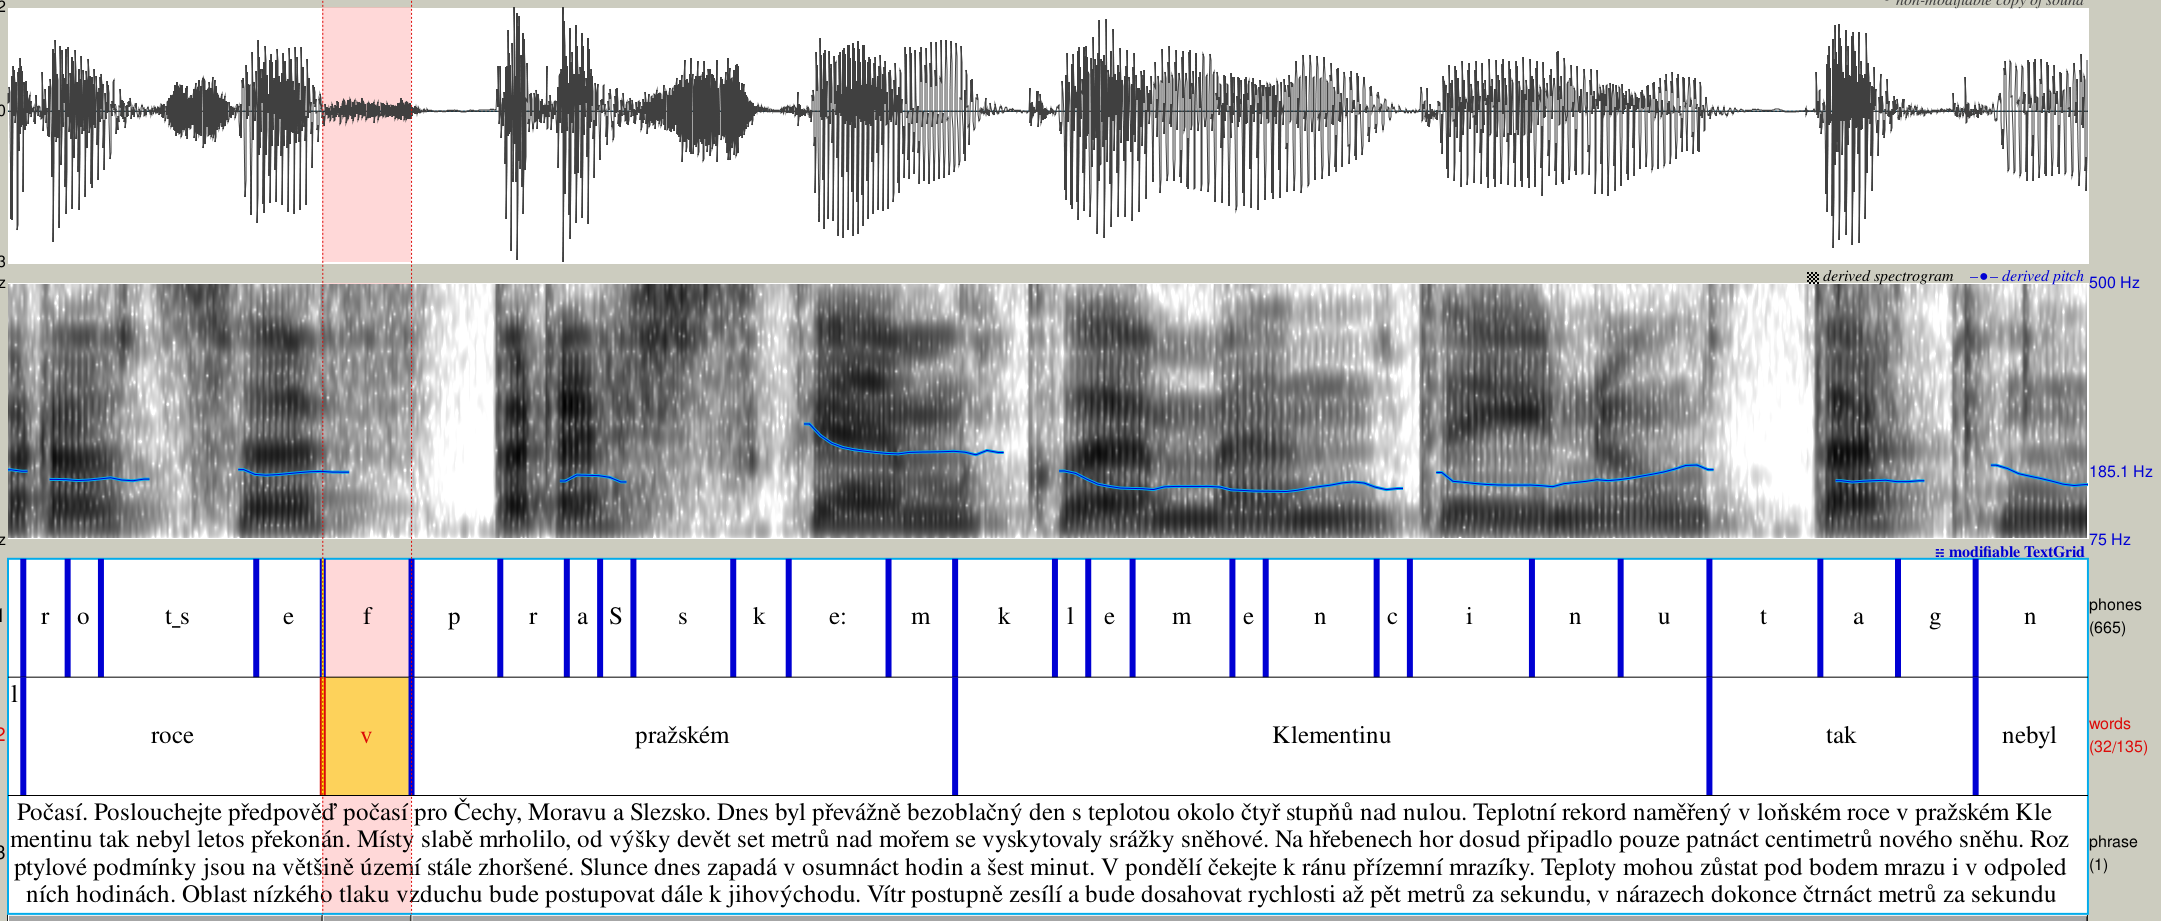 non-modifiable copy of sound
derived spectrogram derived pitch
500 Hz
185.1 Hz
75 Hz
modifiable TextGrid
r o t_s e f p r a S s k e: m k l e m e n c i n u t a g n
phones
(665)
l
roce v pražském Klementinu tak nebyl
words
(32/135)
Počasí. Poslouchejte předpověď počasí pro Čechy, Moravu a Slezsko. Dnes byl převážně bezoblačný den s teplotou okolo čtyř stupňů nad nulou. Teplotní rekord naměřený v loňském roce v pražském Kle
mentinu tak nebyl letos překonán. Místy slabě mrholilo, od výšky devět set metrů nad mořem se vyskytovaly srážky sněhové. Na hřebenech hor dosud připadlo pouze patnáct centimetrů nového sněhu. Roz
ptylové podmínky jsou na většině území stále zhoršené. Slunce dnes zapadá v osumnáct hodin a šest minut. V pondělí čekejte k ránu přízemní mrazíky. Teploty mohou zůstat pod bodem mrazu i v odpoled
ních hodinách. Oblast nízkého tlaku vzduchu bude postupovat dále k jihovýchodu. Vítr postupně zesílí a bude dosahovat rychlosti až pět metrů za sekundu, v nárazech dokonce čtrnáct metrů za sekundu
phrase
(1)